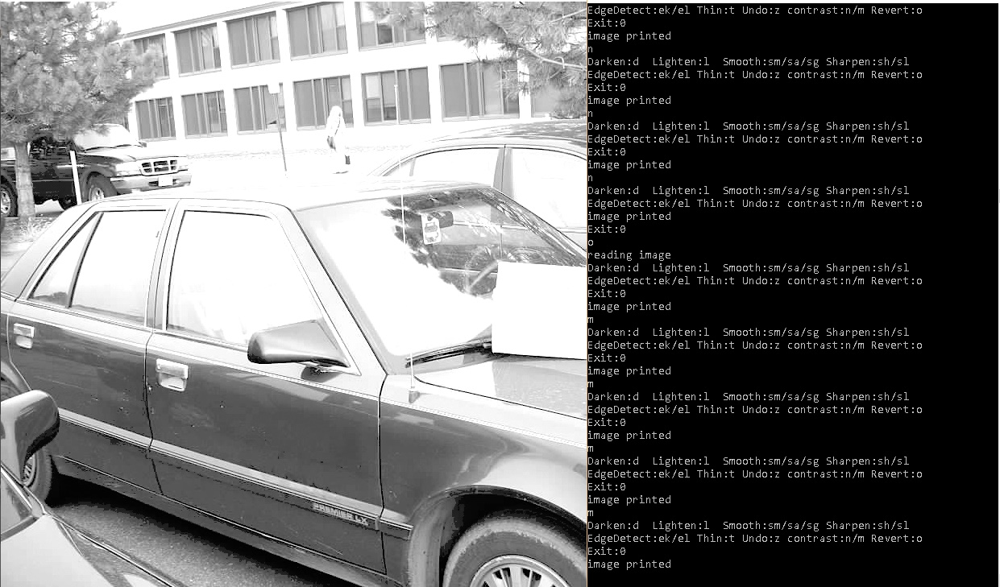 EdgeDetect:ek/el Thin:t Undo:z contrast:n/m Revert:o
Exit:0
image printed
n
Darken:d  Lighten:l  Smooth:sm/sa/sg Sharpen:sh/sl
EdgeDetect:ek/el Thin:t Undo:z contrast:n/m Revert:o
Exit:0
image printed
n
Darken:d  Lighten:l  Smooth:sm/sa/sg Sharpen:sh/sl
EdgeDetect:ek/el Thin:t Undo:z contrast:n/m Revert:o
Exit:0
image printed
n
Darken:d  Lighten:l  Smooth:sm/sa/sg Sharpen:sh/sl
EdgeDetect:ek/el Thin:t Undo:z contrast:n/m Revert:o
image printed
Exit:0
o
reading image
Darken:d  Lighten:l  Smooth:sm/sa/sg Sharpen:sh/sl
EdgeDetect:ek/el Thin:t Undo:z contrast:n/m Revert:o
Exit:0
image printed
m
Darken:d  Lighten:l  Smooth:sm/sa/sg Sharpen:sh/sl
EdgeDetect:ek/el Thin:t Undo:z contrast:n/m Revert:o
Exit:0
image printed
m
Darken:d  Lighten:l  Smooth:sm/sa/sg Sharpen:sh/sl
EdgeDetect:ek/el Thin:t Undo:z contrast:n/m Revert:o
Exit:0
image printed
m
Darken:d  Lighten:l  Smooth:sm/sa/sg Sharpen:sh/sl
EdgeDetect:ek/el Thin:t Undo:z contrast:n/m Revert:o
Exit:0
image printed
m
Darken:d  Lighten:l  Smooth:sm/sa/sg Sharpen:sh/sl
EdgeDetect:ek/el Thin:t Undo:z contrast:n/m Revert:o
Exit:0
image printed
PREMIER LX